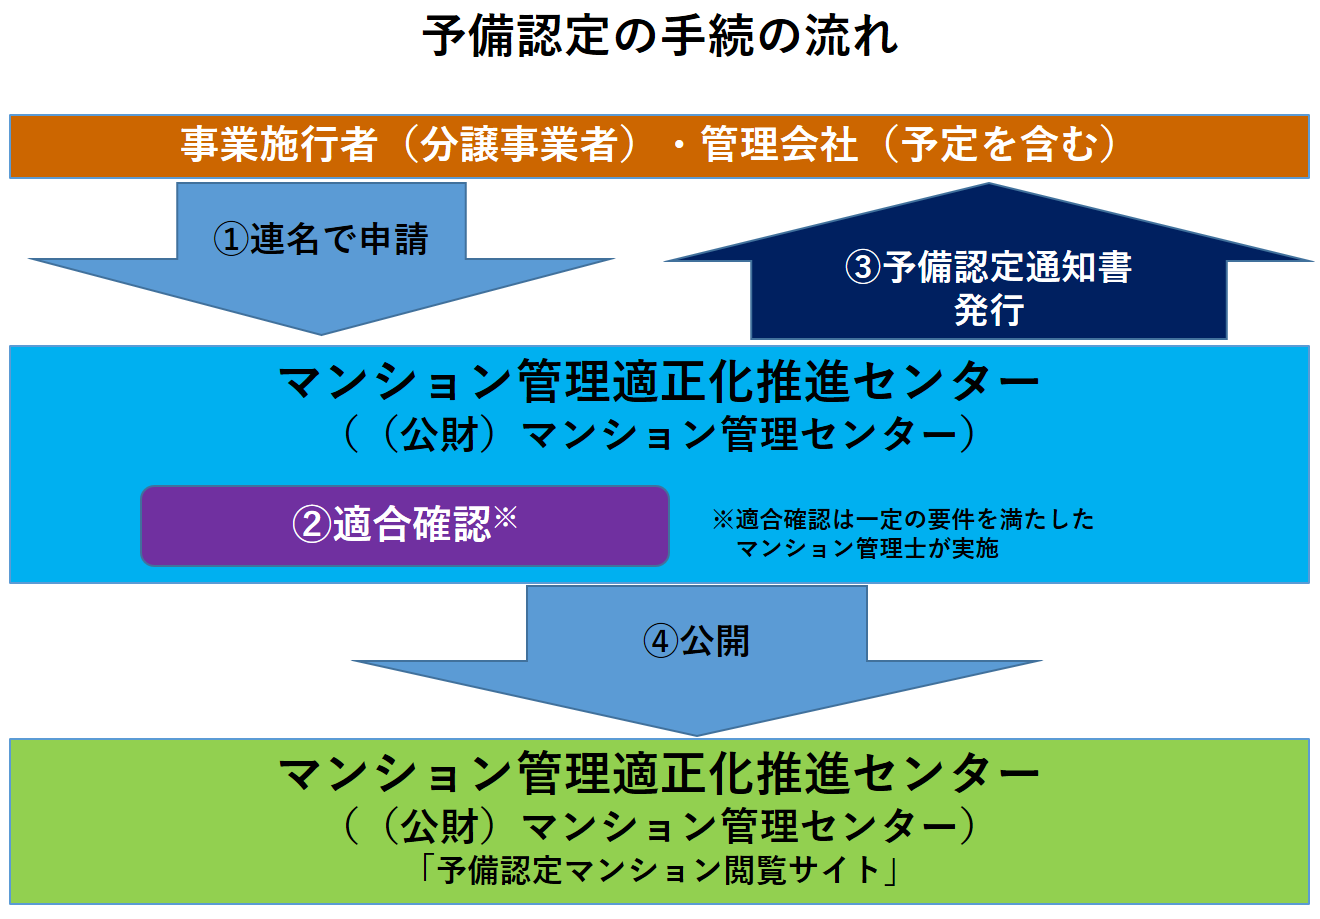 予備認定の手続の流れ
事業施行者（分譲事業者）・管理会社（予定を含む）
①連名で申請
③予備認定通知書
発行
マンション管理適正化推進センター
（（公財）マンション管理センター）
②適合確認※
※適合確認は一定の要件を満たした
マンション管理士が実施
④公開
マンション管理適正化推進センター
（（公財）マンション管理センター）
「予備認定マンション閲覧サイト」